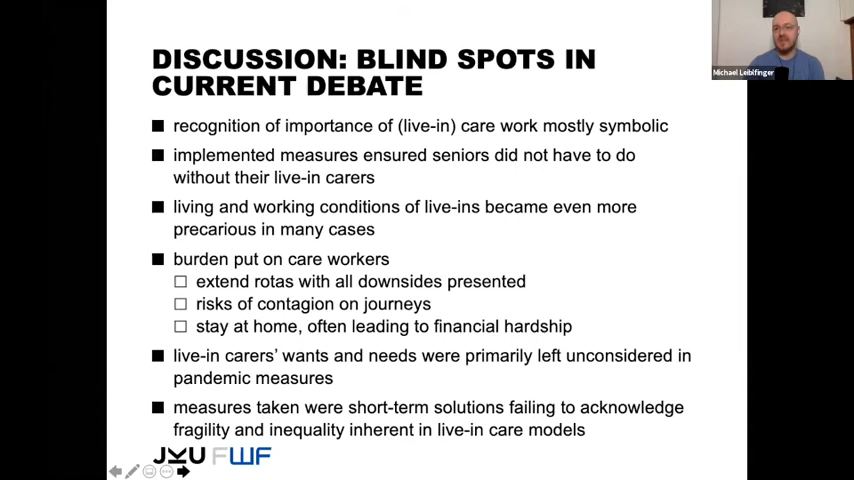 Michael Leiblfinger
DISCUSSION: BLIND SPOTS IN
CURRENT DEBATE
■ recognition of importance of (live-in) care work mostly symbolic
■ implemented measures ensured seniors did not have to do
without their live-in carers
■ living and working conditions of live-ins became even more
precarious in many cases
■ burden put on care workers
□ extend rotas with all downsides presented
□ risks of contagion on journeys
□ stay at home, often leading to financial hardship
■ live-in carers’ wants and needs were primarily left unconsidered in
pandemic measures
■ measures taken were short-term solutions failing to acknowledge
fragility and inequality inherent in live-in care models
JKU FWF